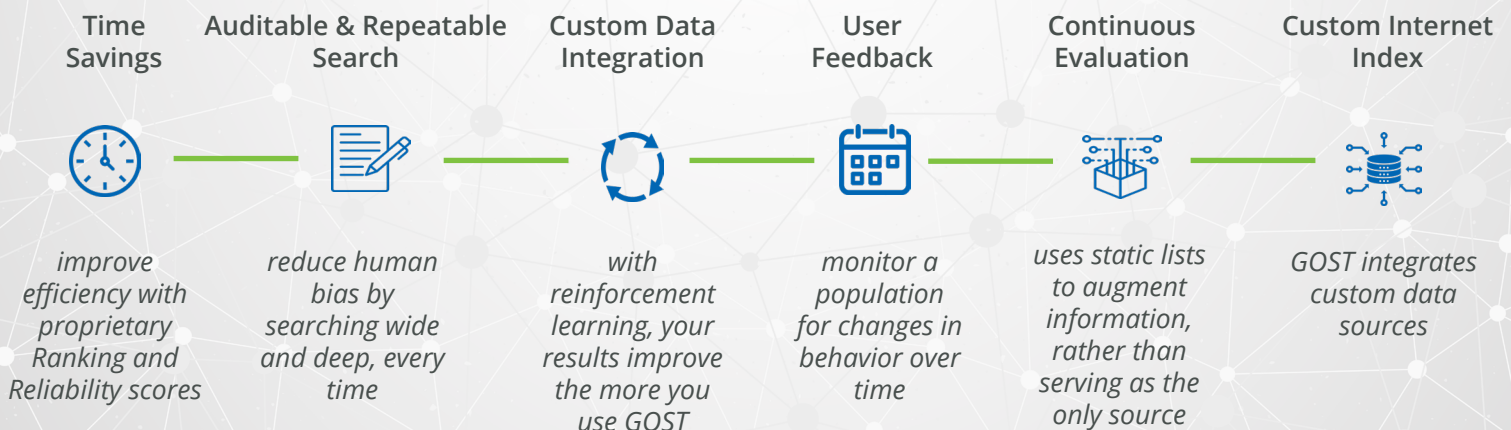 Time
Savings
Auditable & Repeatable
Search
Custom Data
Integration
User
Feedback
Continuous
Evaluation
Custom Internet
Index
improve
efficiency with
proprietary
Ranking and
Reliability scores
reduce human
bias by
searching wide
and deep, every
time
with
reinforcement
learning, your
results improve
the more you
use GOST
monitor a
population
for changes in
behavior over
time
uses static lists
to augment
information,
rather than
serving as the
only source
GOST integrates
custom data
sources